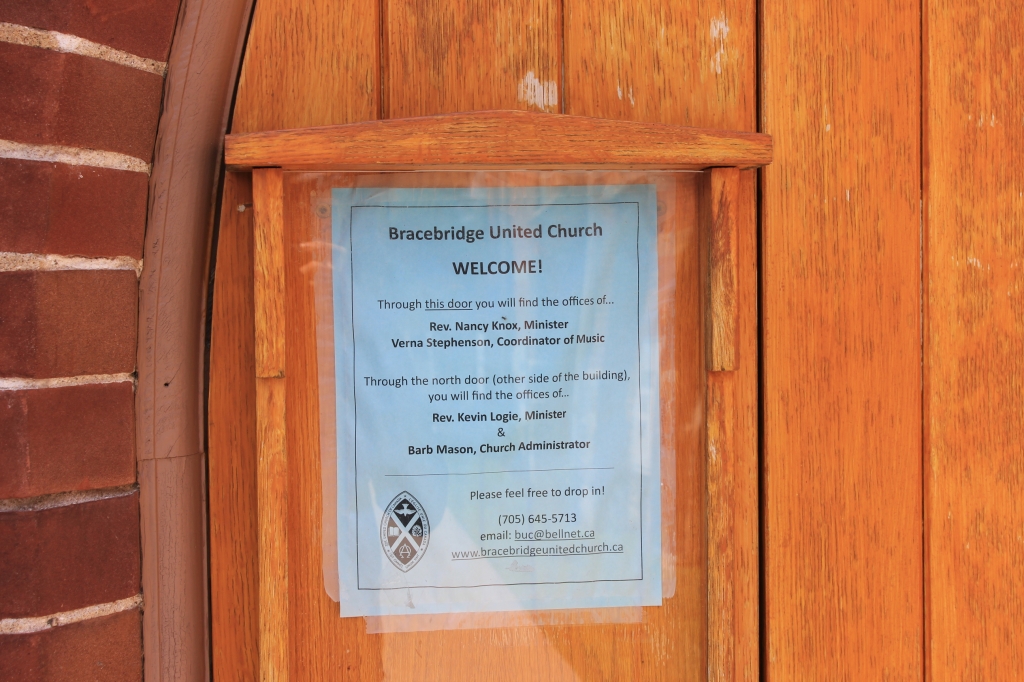 Bracebridge United Church
WELCOME!
Through this door you will find the offices of...
Rev. Nancy Knox, Minister
Verna Stephenson, Coordinator of Music
Through the north door (other side of the building),
you will find the offices of...
Rev. Kevin Logie, Minister
&
Barb Mason, Church Administrator
Please feel free to drop in!
(705) 645-5713
email: buc@bellnet.ca
www.bracebridgeunitedchurch.ca